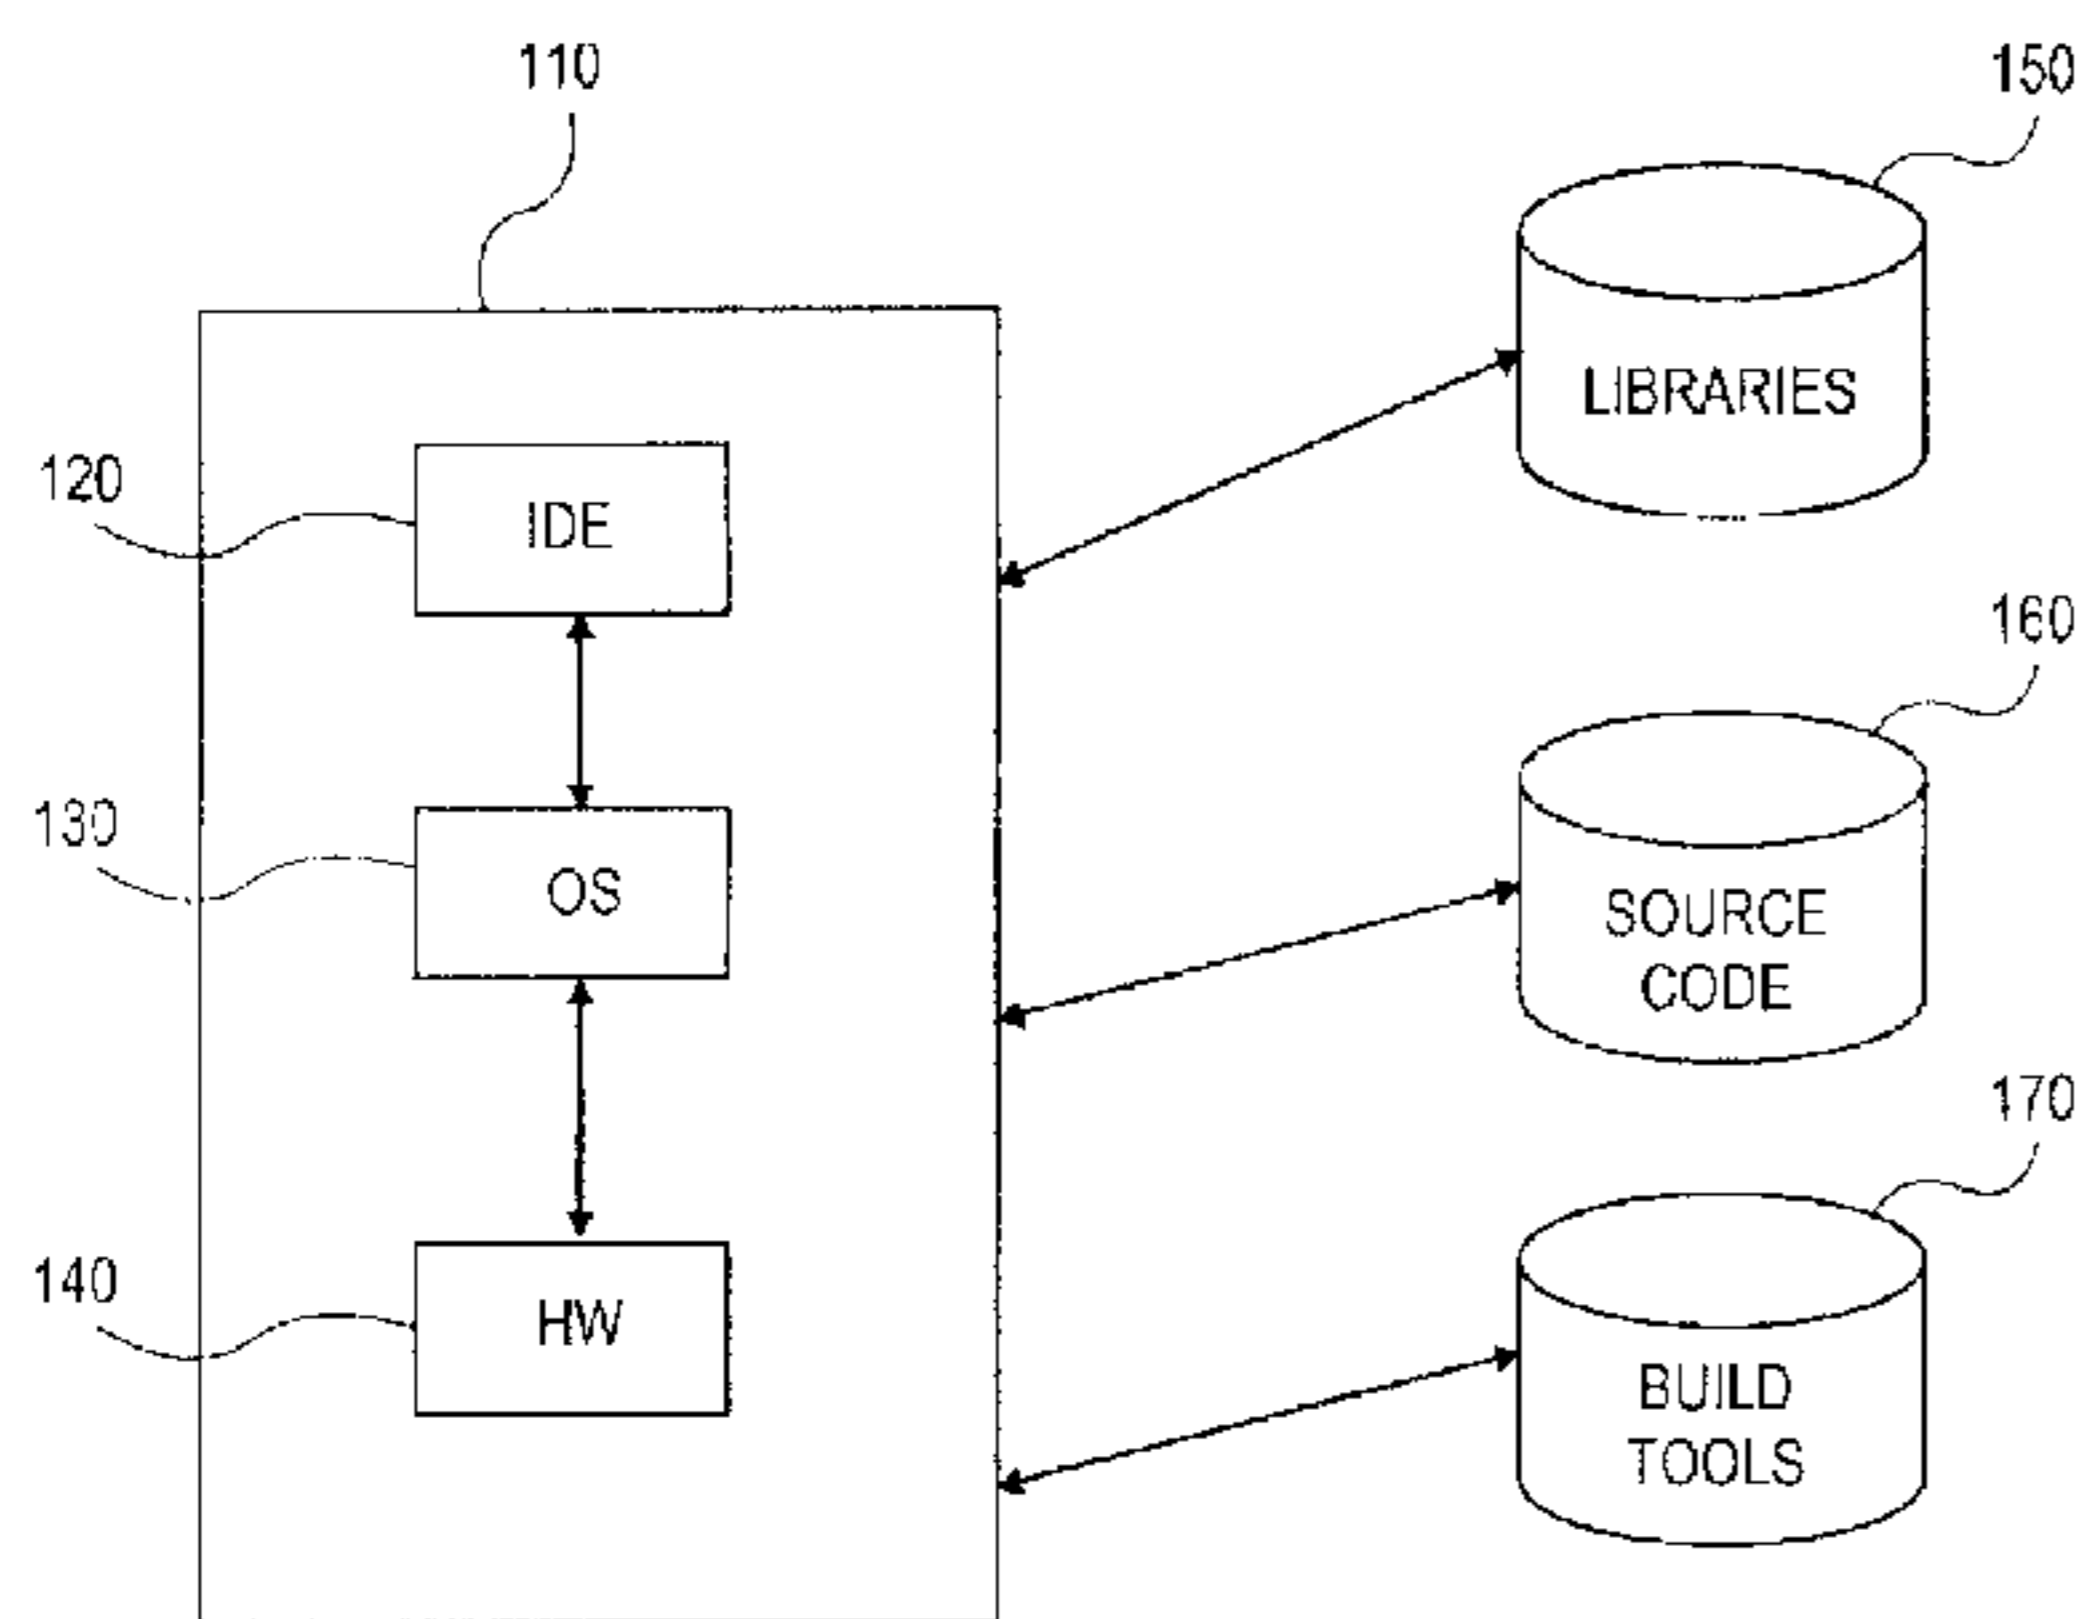 110
150
LIBRARIES
120
IDE
160
130
OS
SOURCE
CODE
170
140
HW
BUILD
TOOLS